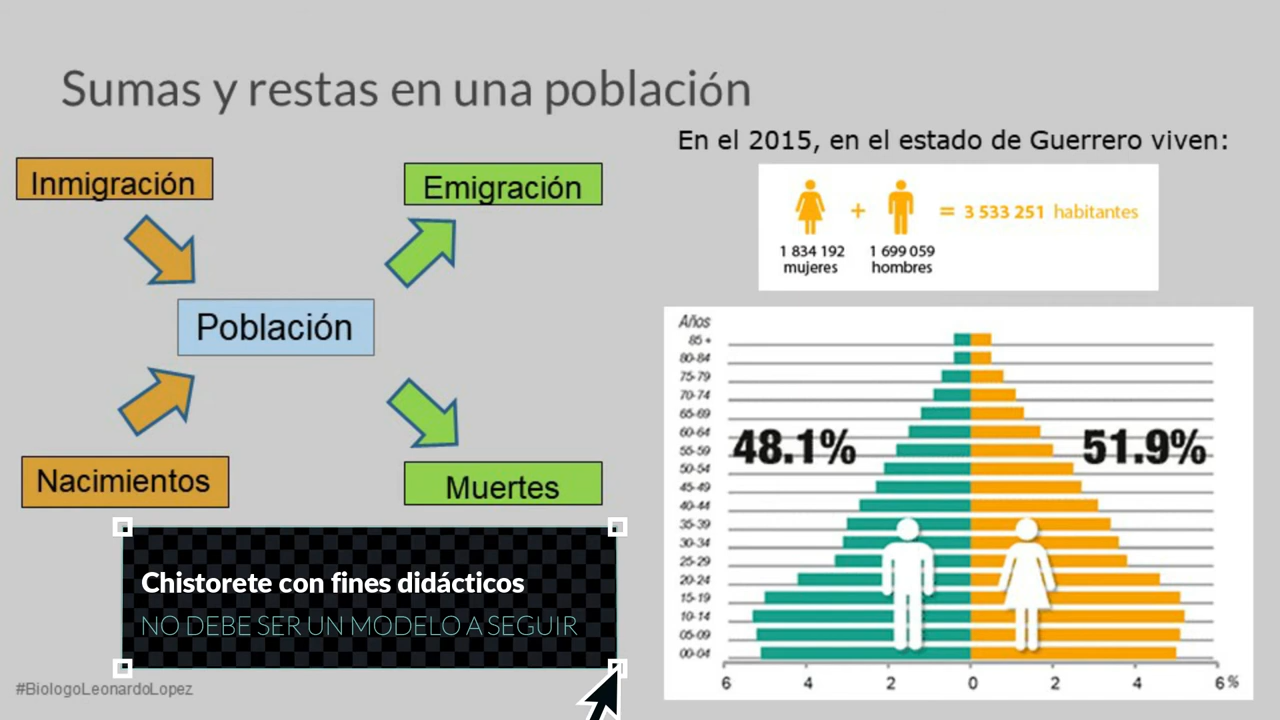 Sumas y restas en una población
En el 2015, en el estado de Guerrero viven:
Inmigración
Emigración
Población
Nacimientos
Muertes
+
= 3 533 251 habitantes
1 834 192
mujeres
1 699 059
hombres
Años
85 +
80-84
75-79
70-74
65-69
60-64
55-59
50-54
45-49
40-44
35-39
30-34
25-29
20-24
15-19
10-14
05-09
00-04
48.1%
51.9%
6 4 2 0 2 4 6 %
Chistorete con fines didácticos
NO DEBE SER UN MODELO A SEGUIR
#BiologoLeonardoLopez